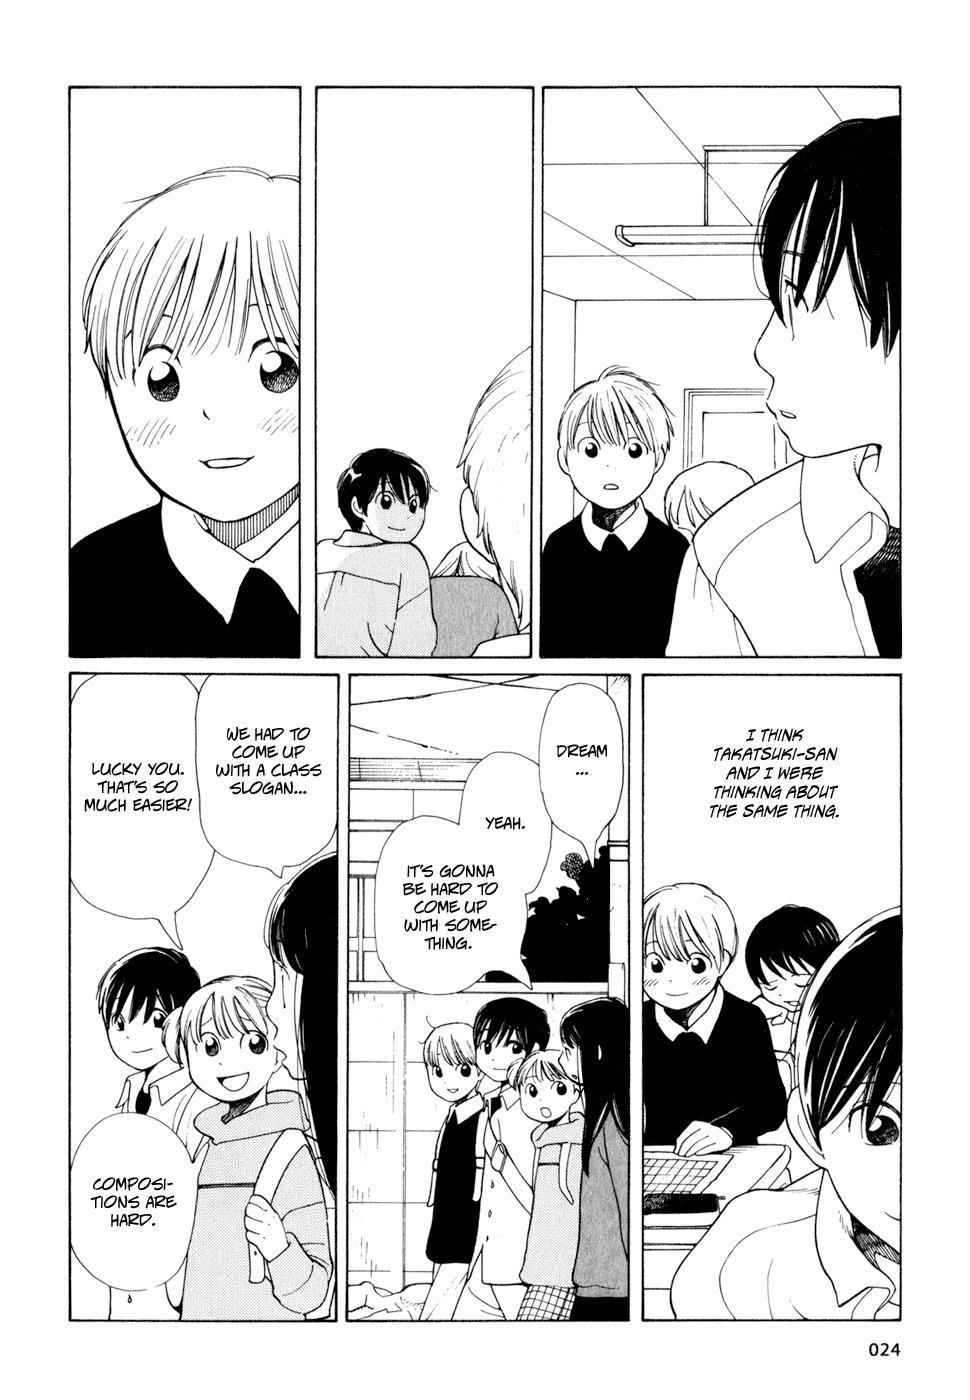 I THINK
TAKATSUKI-SAN
AND I WERE
THINKING ABOUT
THE SAME THING.
DREAM
...
YEAH.
IT'S GONNA
BE HARD TO
COME UP
WITH SOME-
THING.
WE HAD TO
COME UP
WITH A CLASS
SLOGAN...
LUCKY YOU.
THAT'S SO
MUCH EASIER!
COMPOSI-
TIONS ARE
HARD.
024